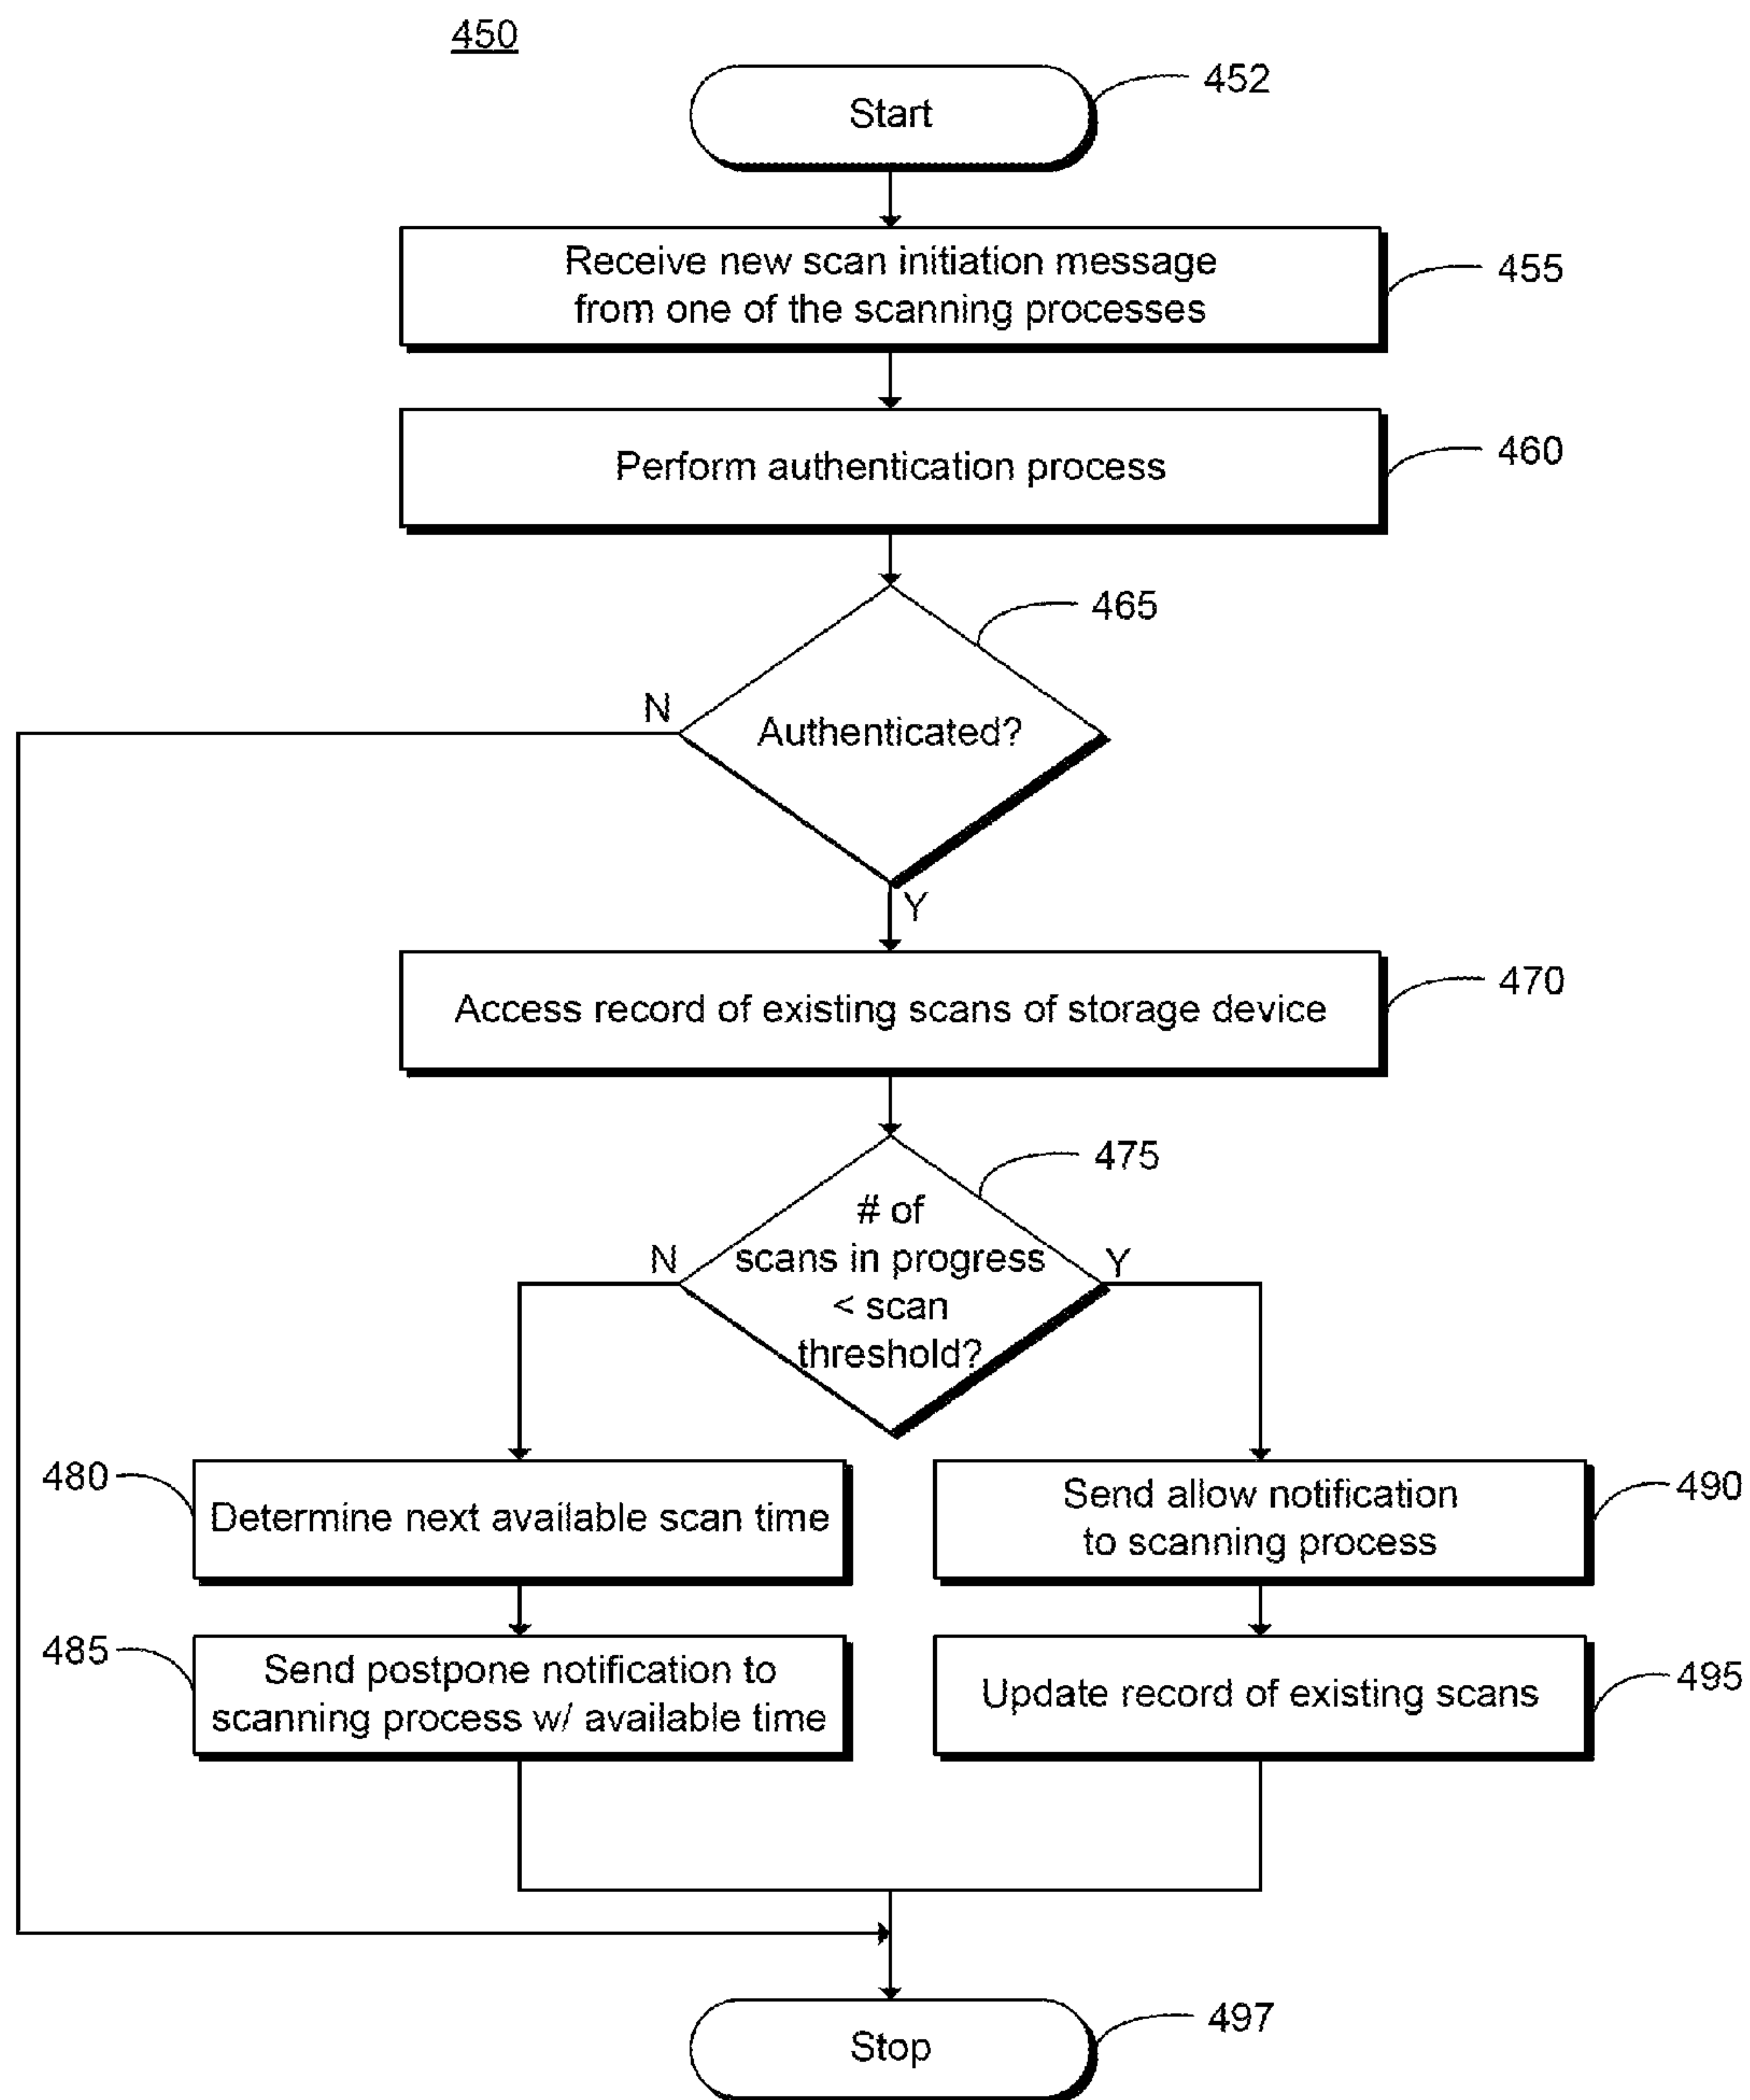 450
Start
452
Receive new scan initiation message
from one of the scanning processes
455
Perform authentication process
460
465
N
Authenticated?
Y
Access record of existing scans of storage device
470
475
# of
scans in progress
< scan
threshold?
N
Y
480
Determine next available scan time
Send allow notification
to scanning process
490
485
Send postpone notification to
scanning process w/ available time
Update record of existing scans
495
Stop
497